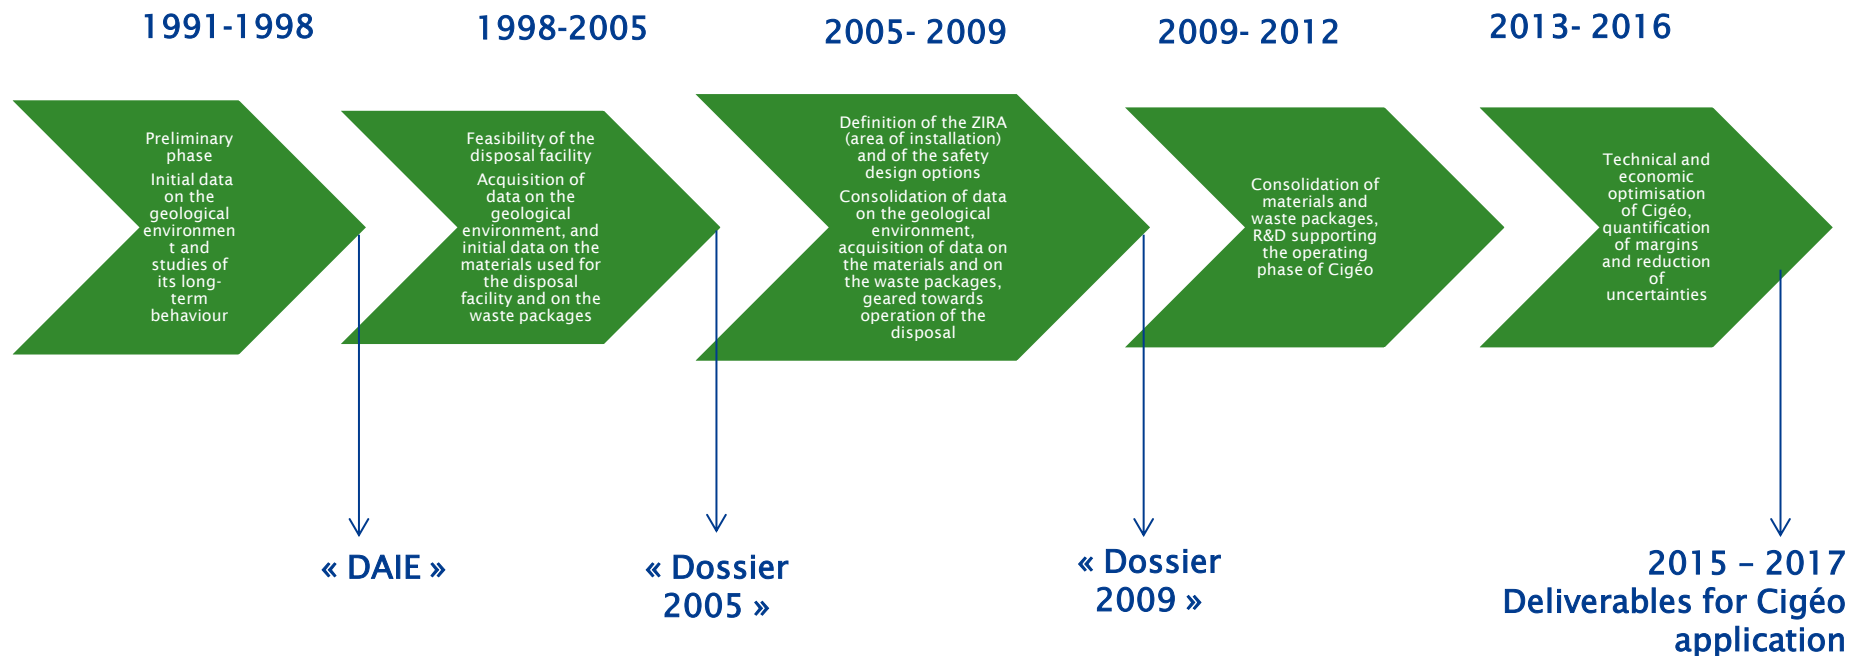 1991-1998
1998-2005
2005- 2009
2009- 2012
2013- 2016
Preliminary
phase
Initial data
on the
geological
environmen
t and
studies of
its long-
term
behaviour
Feasibility of the
disposal facility
Acquisition of
data on the
geological
environment, and
initial data on the
materials used for
the disposal
facility and on the
waste packages
Definition of the ZIRA
(area of installation)
and of the safety
design options
Consolidation of data
on the geological
environment,
acquisition of data on
the materials and on
the waste packages,
geared towards
operation of the
disposal
Consolidation of
materials and
waste packages,
R&D supporting
the operating
phase of Cigéo
Technical and
economic
optimisation
of Cigéo,
quantification
of margins
and reduction
of
uncertainties
« DAIE »
« Dossier
2005 »
« Dossier
2009 »
2015 – 2017
Deliverables for Cigéo
application